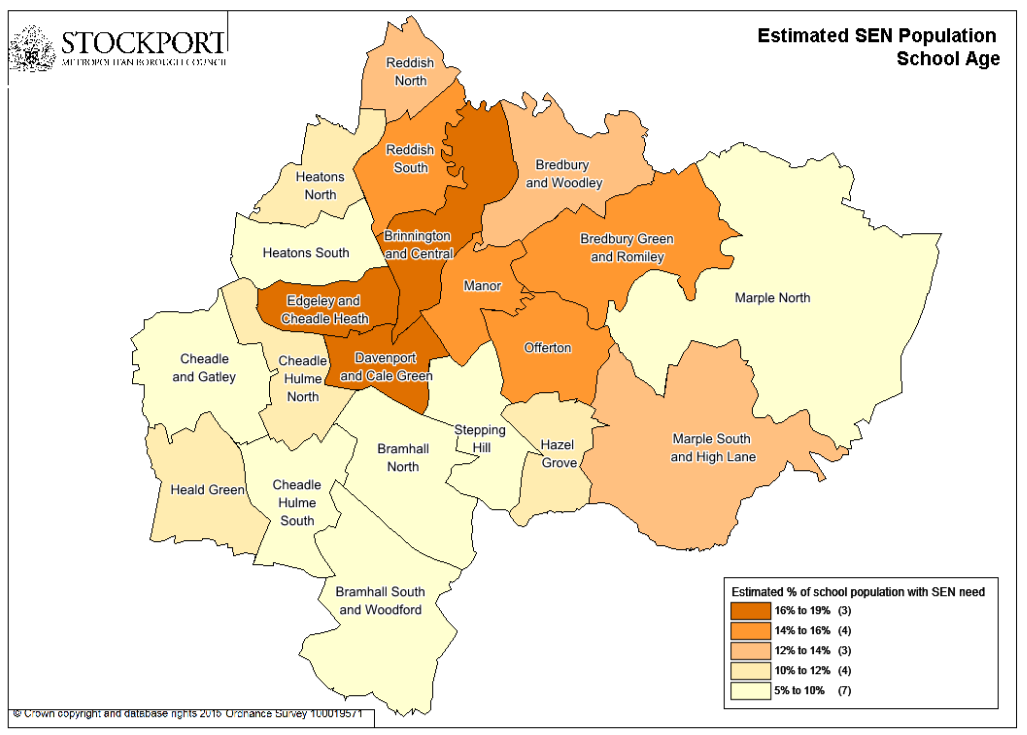 STOCKPORT
METROPOLITAN BOROUGH COUNCIL
Estimated SEN Population
School Age
Reddish
North
Reddish
South
Heatons
North
Bredbury
and Woodley
Brinnington
and Central
Bredbury Green
and Romiley
Heatons South
Manor
Marple North
Edgeley and
Cheadle Heath
Offerton
Cheadle
and Gatley
Cheadle
Hulme
North
Davenport
and Cale Green
Stepping
Hill
Hazel
Grove
Marple South
and High Lane
Bramhall
North
Heald Green
Cheadle
Hulme
South
Bramhall South
and Woodford
Estimated % of school population with SEN need
16% to 19% (3)
14% to 16% (4)
12% to 14% (3)
10% to 12% (4)
5% to 10% (7)
© Crown copyright and database rights 2015 Ordnance Survey 100019571